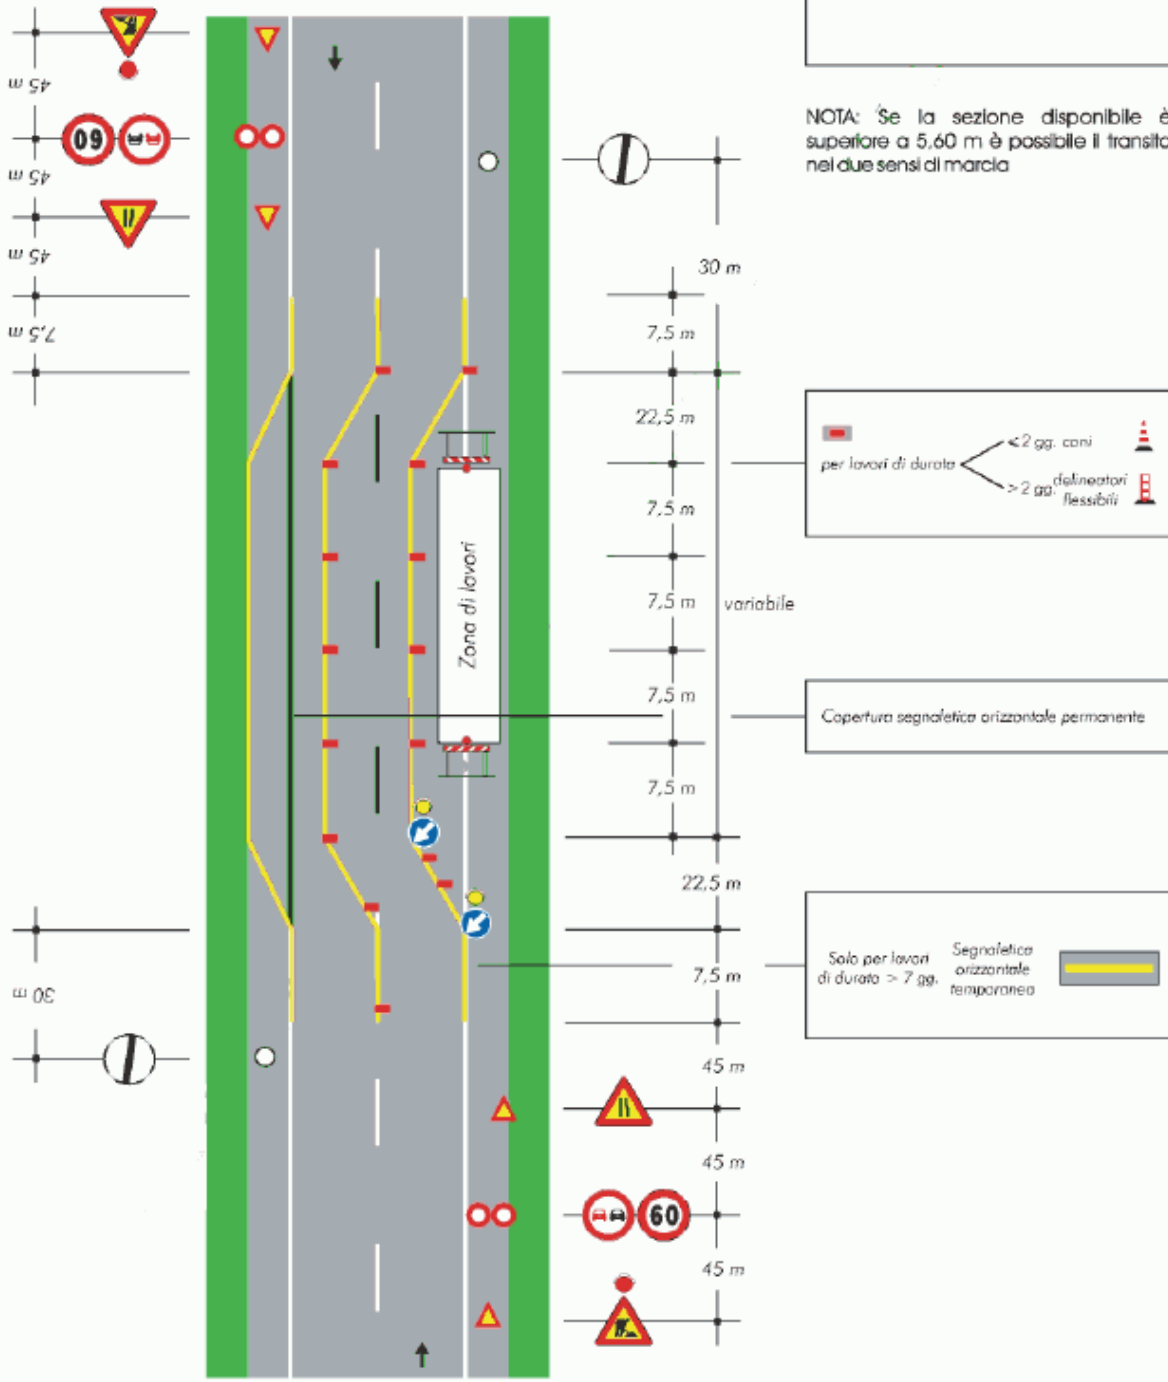 45 m
60
45 m
45 m
7,5 m
30 m
NOTA: Se la sezione disponibile è
superiore a 5,60 m è possibile il transito
nei due sensi di marcia
30 m
7,5 m
22,5 m
7,5 m
7,5 m
7,5 m
7,5 m
variabile
22,5 m
7,5 m
45 m
45 m
45 m
60
Zona di lavori
per lavori di durata
<2 gg. coni
>2 gg. delineatori
flessibili
Copertura segnaletica orizzontale permanente
Solo per lavori
di durata > 7 gg.
Segnaletica
orizzontale
temporanea